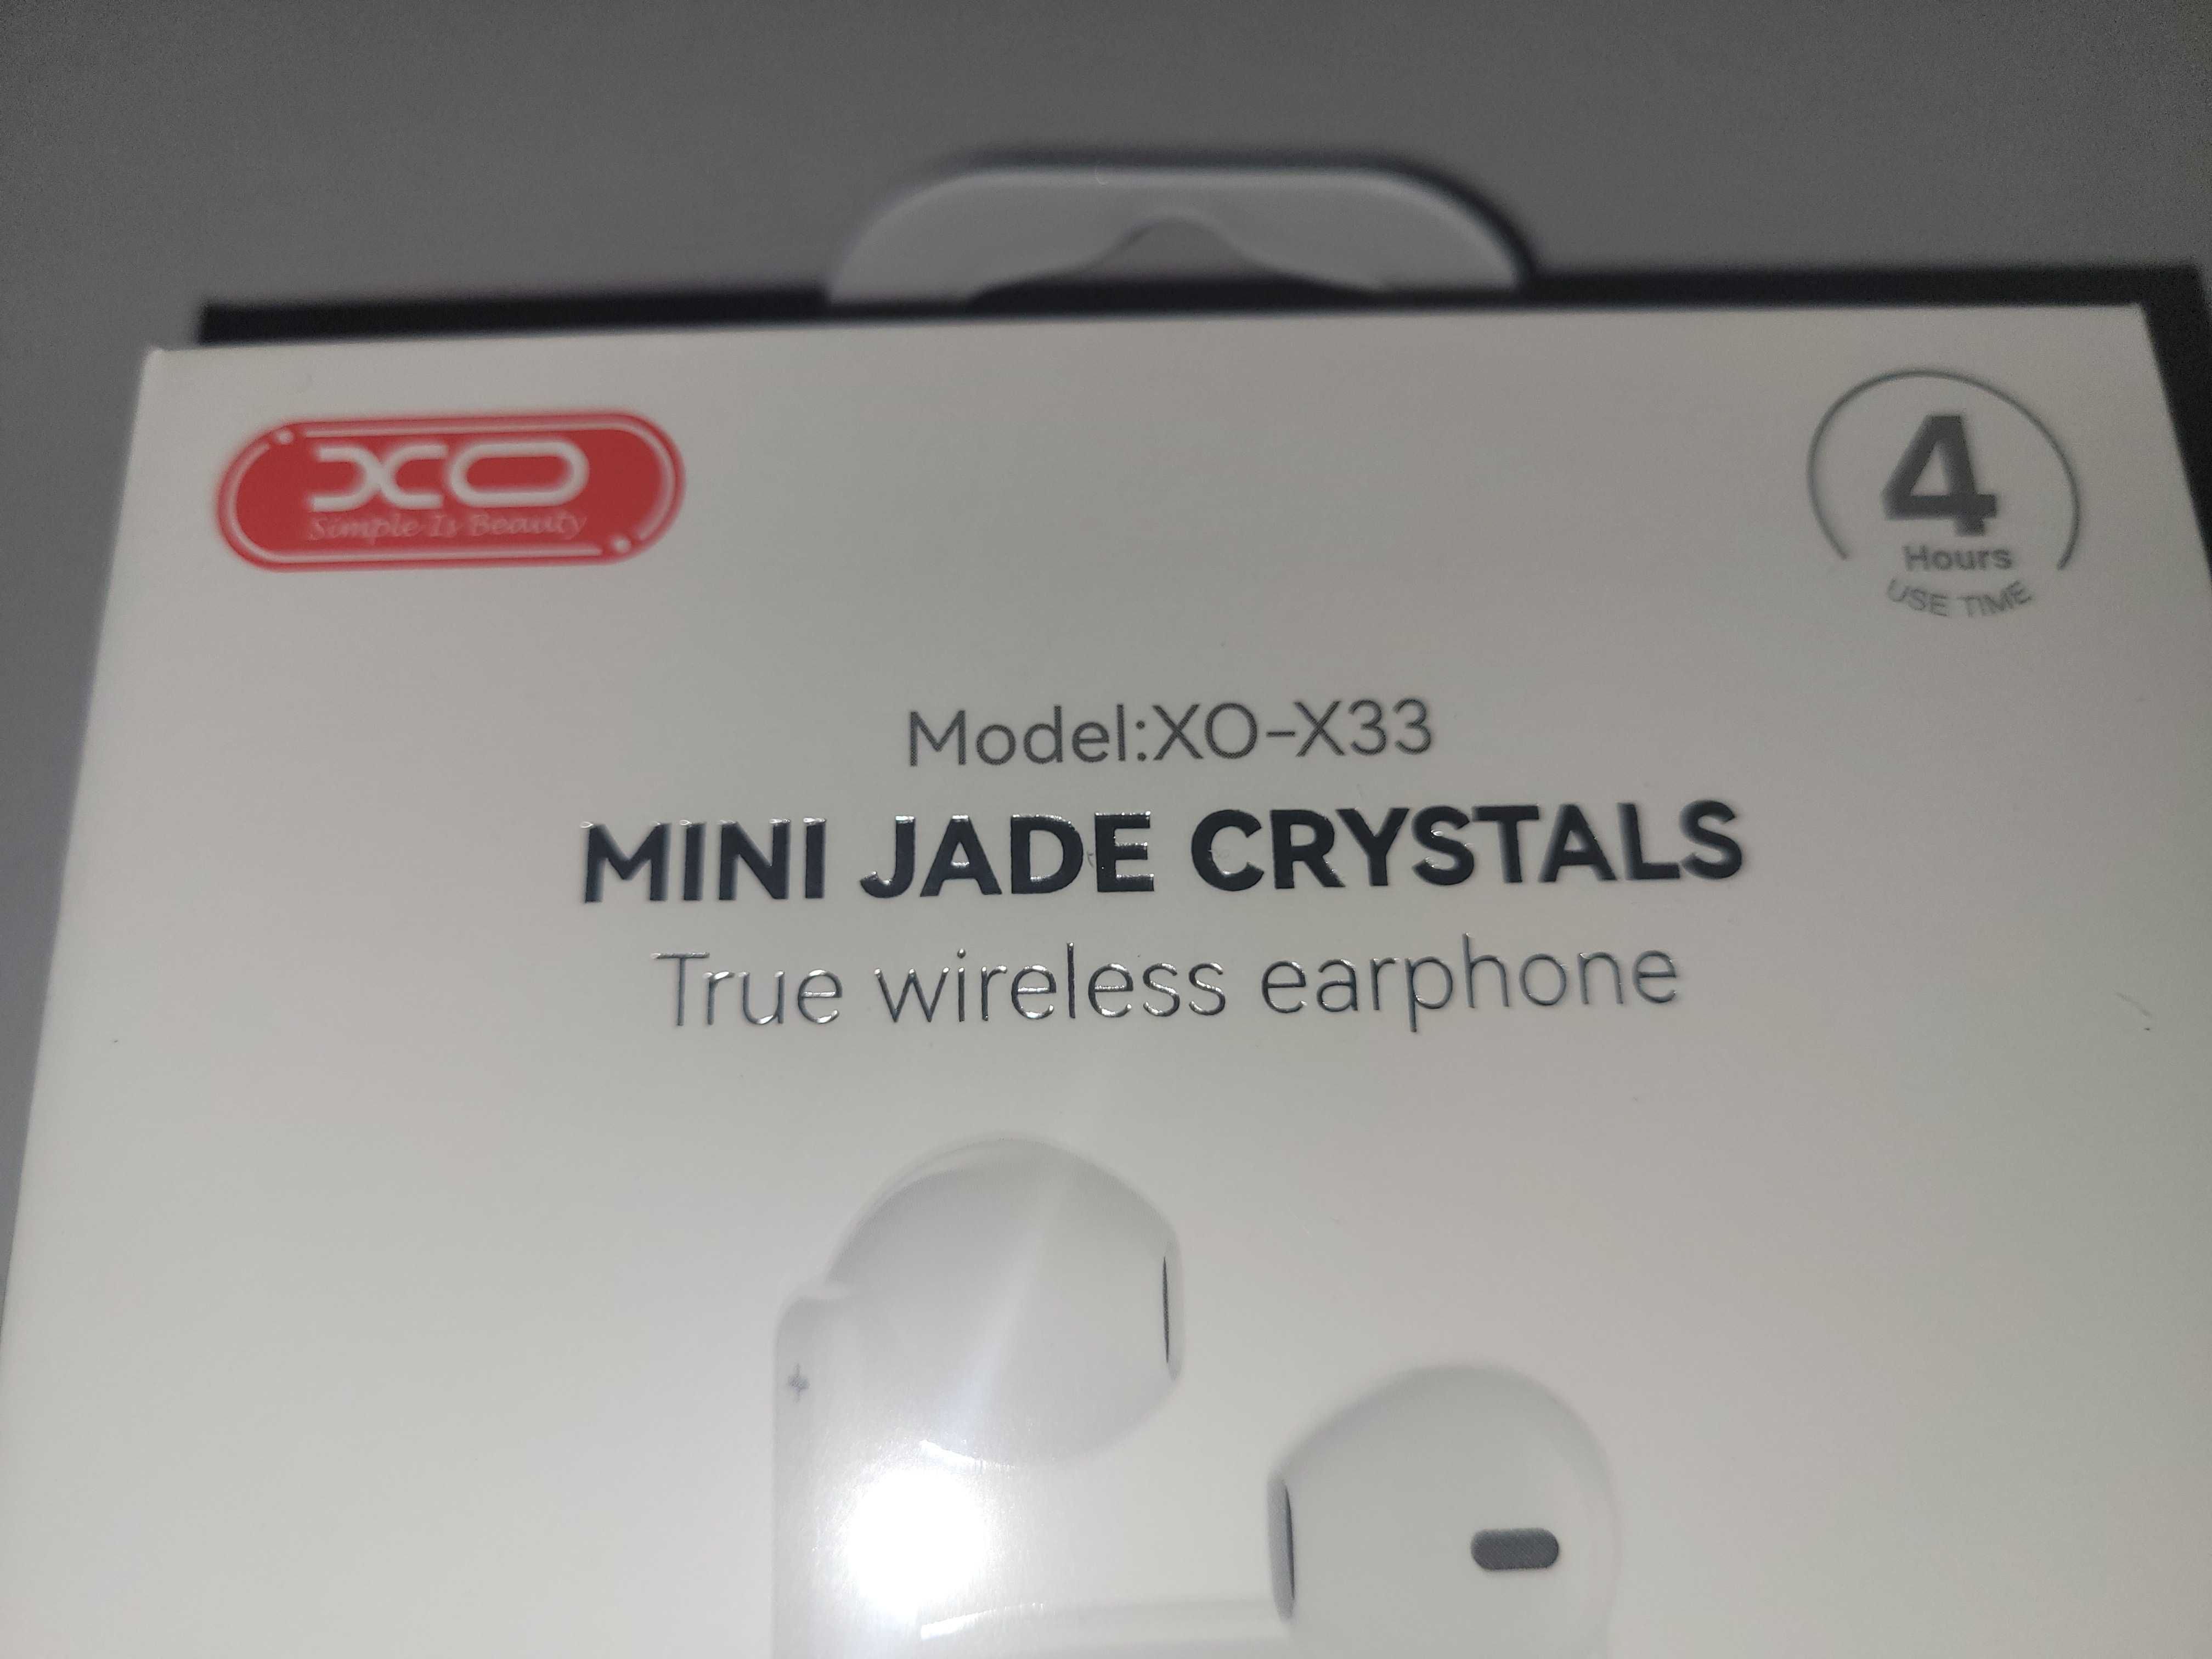 XO
Simple Is Beauty
4
Hours
USE TIME
Model:XO-X33
MINI JADE CRYSTALS
True wireless earphone